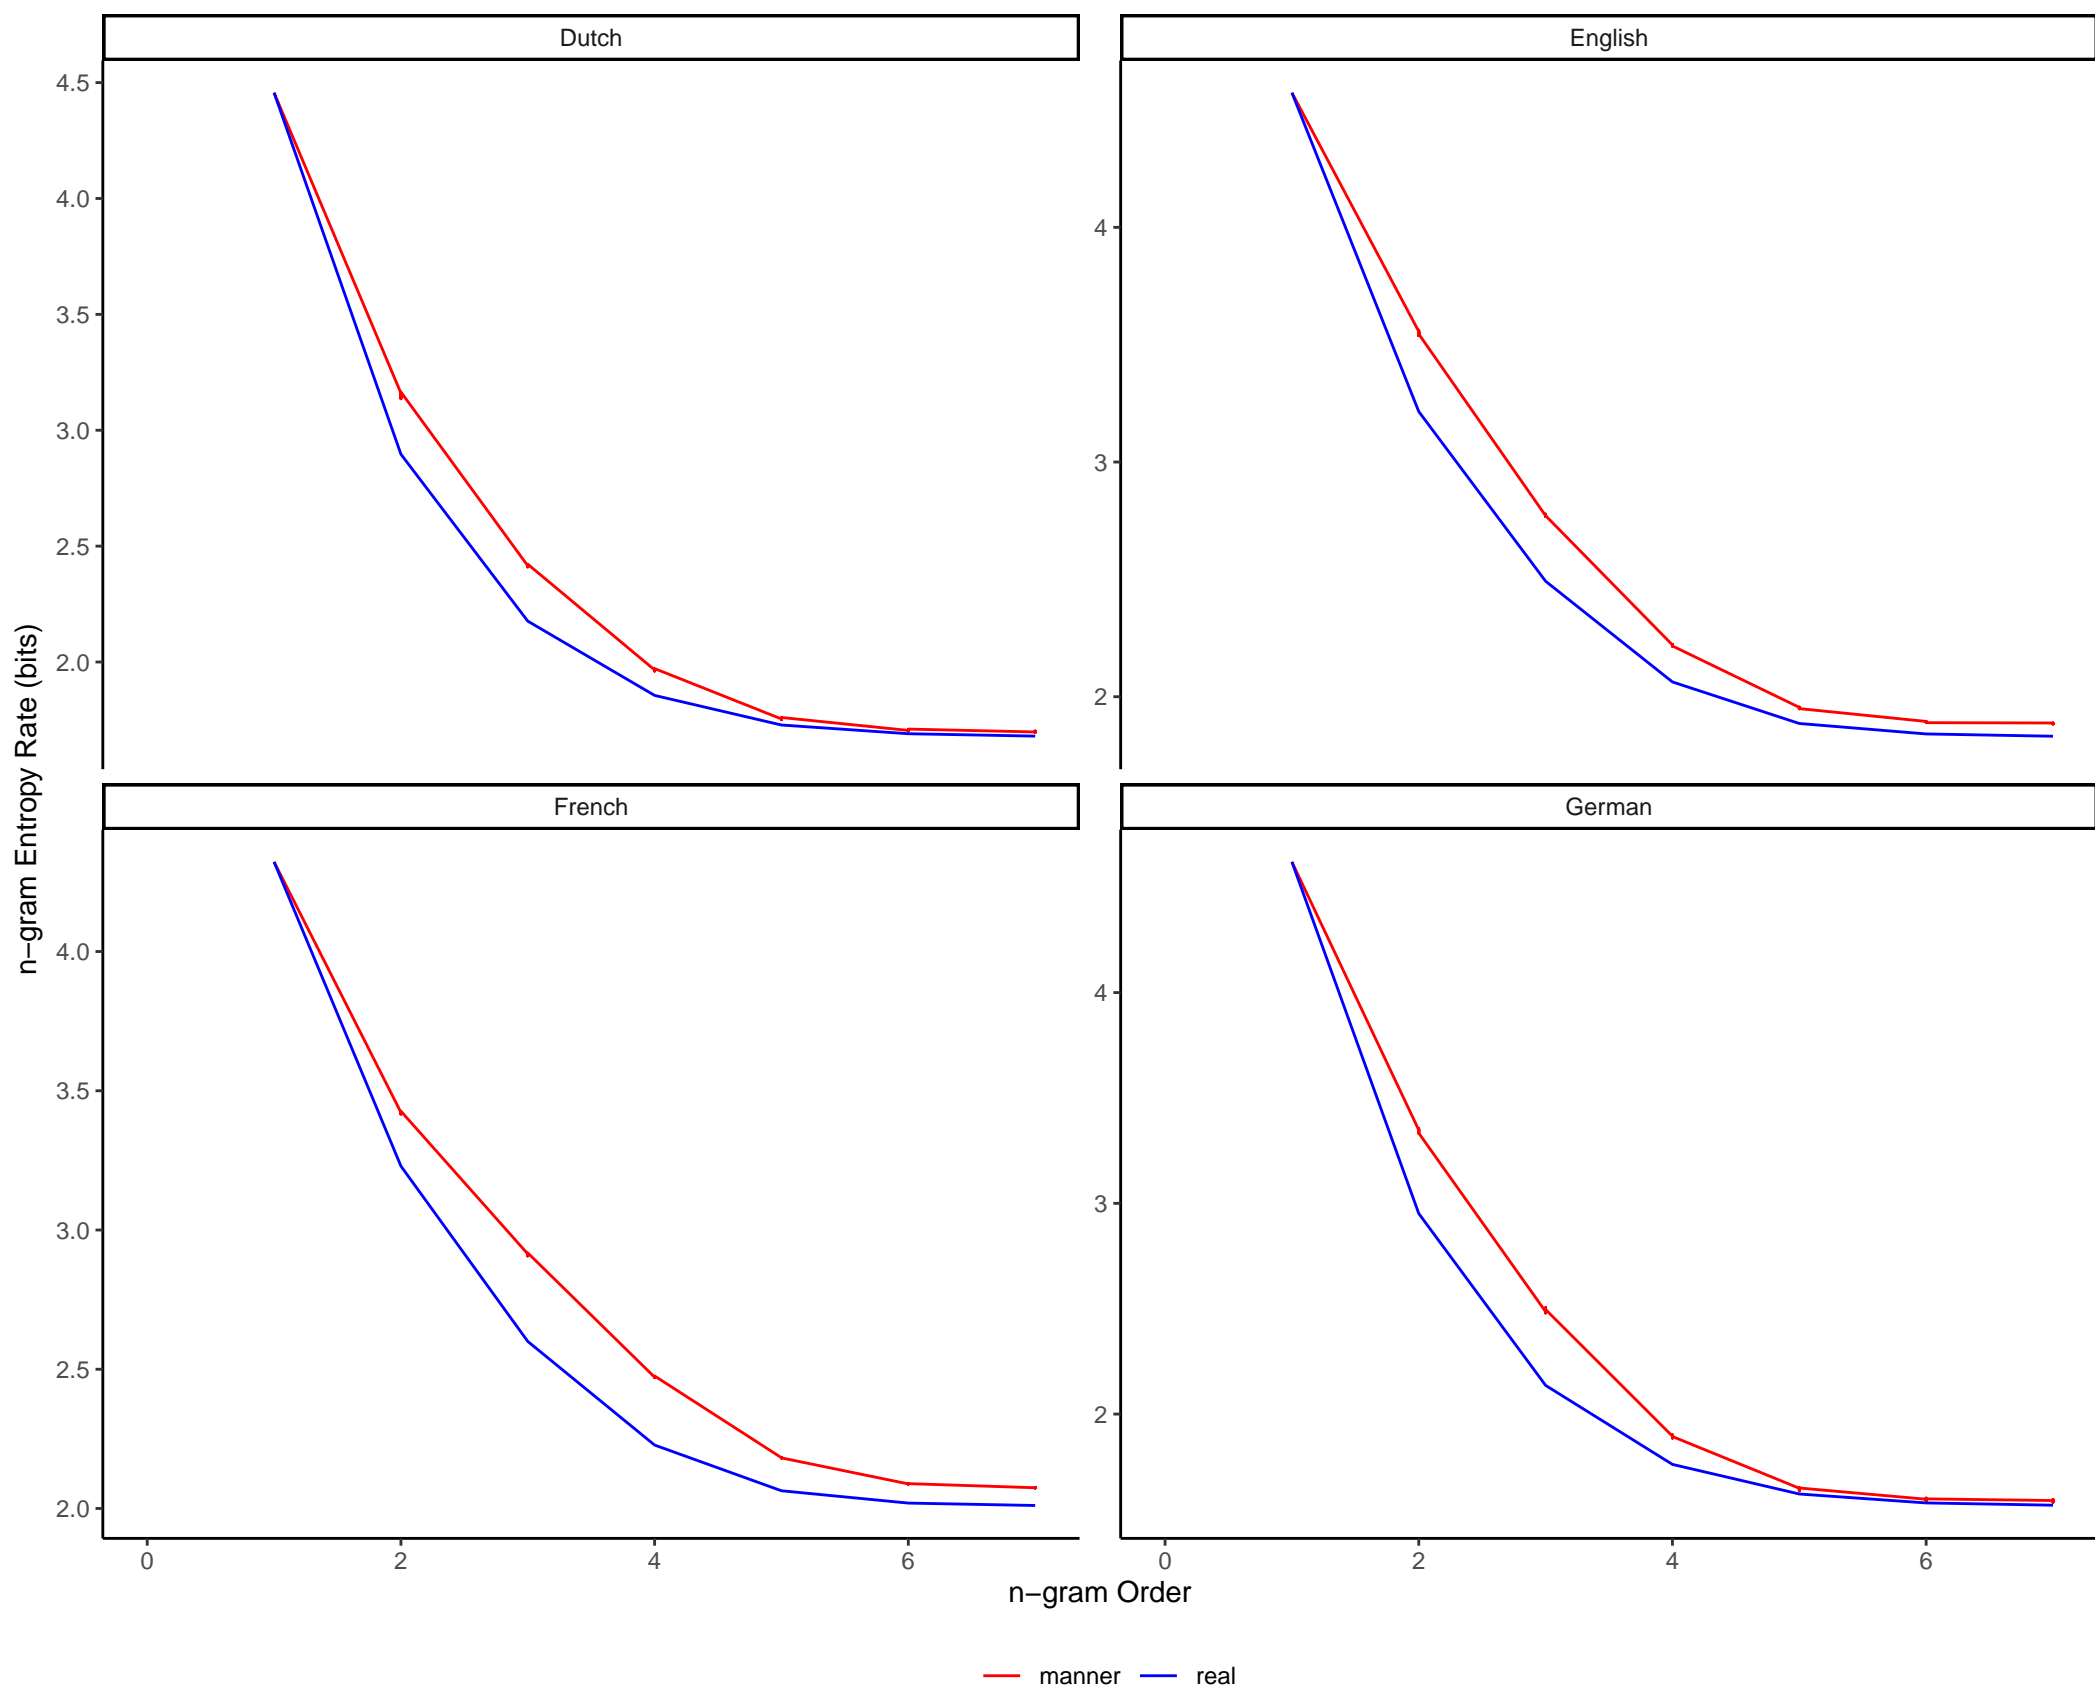 Dutch
English
4.5
4.0
3.5
3.0
2.5
2.0
4
3
2
French
German
4.0
3.5
3.0
2.5
2.0
4
3
2
0 2 4 6
0 2 4 6
n−gram Entropy Rate (bits)
n−gram Order
manner real